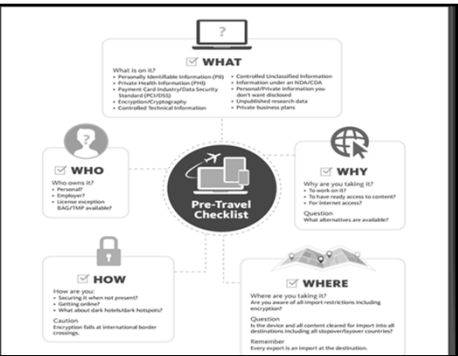 ?
WHAT
What is on it?
• Personally Identifiable Information (PII)
• Private Health Information (PHI)
• Payment Card Industry/Data Security
Standard (PCI/DSS)
• Encryption/Cryptography
• Controlled Technical Information
• Controlled Unclassified Information
• Information under an NDA/CDA
• Personal/Private information you
don't want disclosed
• Unpublished research data
• Private business plans
?
WHO
Who owns it?
• Personal?
• Employer?
• License exception
BAG/TMP available?
Pre-Travel
Checklist
WHY
Why are you taking it?
• To work on it?
• To have ready access to content?
• For Internet access?
Question
What alternatives are available?
HOW
How are you:
• Securing it when not present?
• Getting online?
• What about dark hotels/dark hotspots?
Caution
Encryption fails at international border
crossings.
WHERE
Where are you taking it?
Are you aware of all import restrictions including
encryption?
Question
Is the device and all content cleared for import into all
destinations including all stopover/layover countries?
Remember
Every export is an import at the destination.